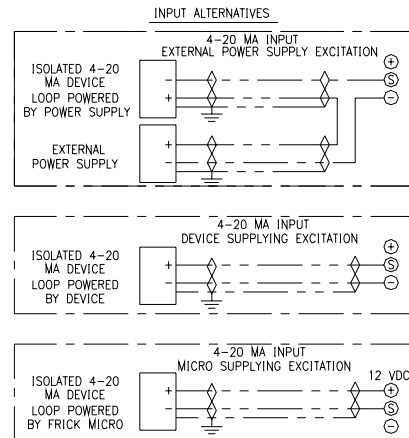 INPUT ALTERNATIVES
4-20 MA INPUT
EXTERNAL POWER SUPPLY EXCITATION
ISOLATED 4-20
MA DEVICE
LOOP POWERED
BY POWER SUPPLY
-
+
+
S
-
EXTERNAL
POWER SUPPLY
+
-
4-20 MA INPUT
DEVICE SUPPLYING EXCITATION
ISOLATED 4-20
MA DEVICE
LOOP POWERED
BY DEVICE
+
-
+
S
-
4-20 MA INPUT
MICRO SUPPLYING EXCITATION
12 VDC
ISOLATED 4-20
MA DEVICE
LOOP POWERED
BY FRICK MICRO
+
-
+
S
-